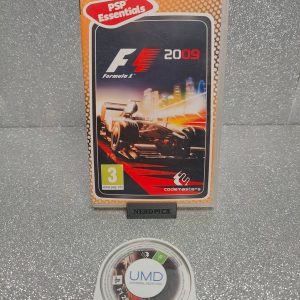 PSP
Essentials
F1 2009
Formula 1
3
codemasters
NERDPICK
UMD